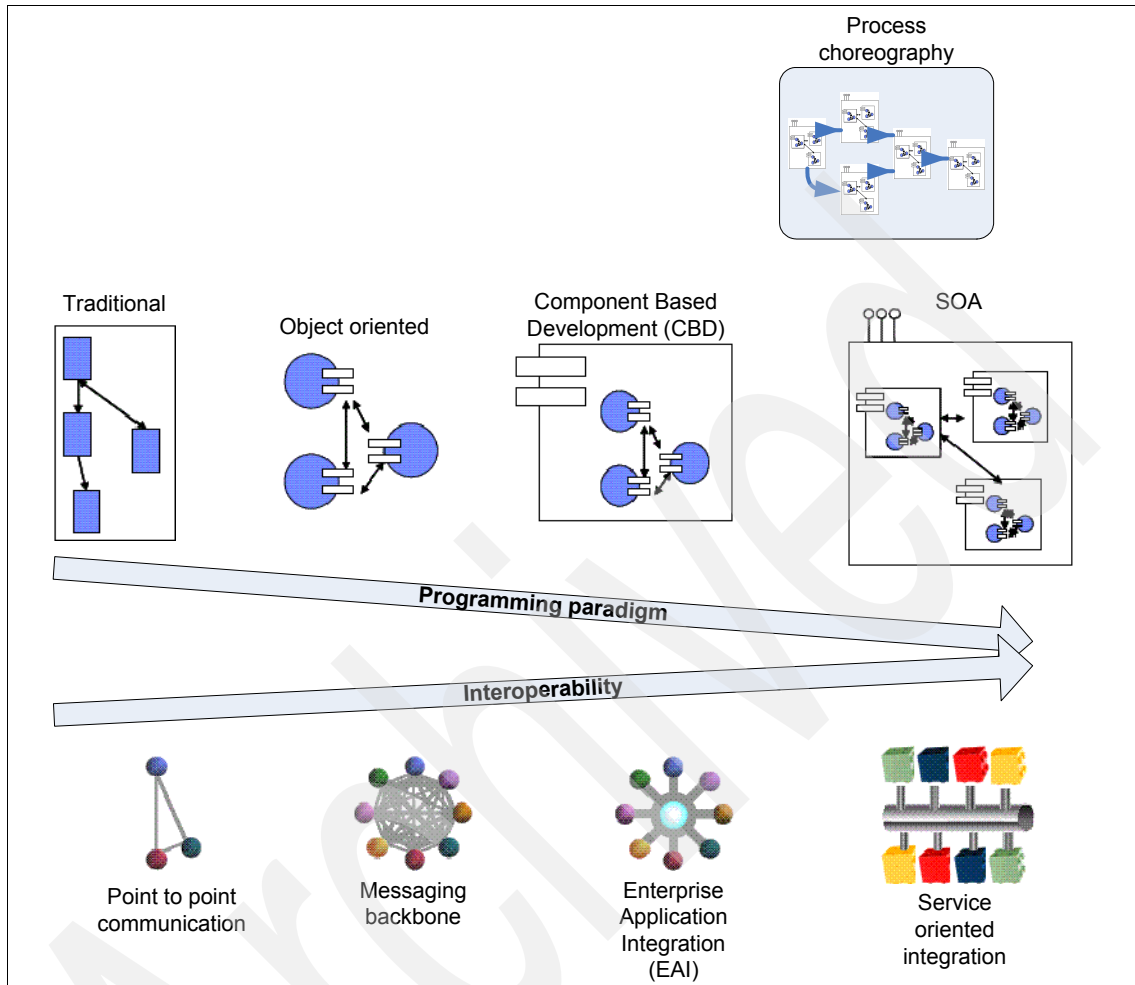 Process
choreography
Traditional
Object oriented
Component Based
Development (CBD)
SOA
Programming paradigm
Interoperability
Point to point
communication
Messaging
backbone
Enterprise
Application
Integration
(EAI)
Service
oriented
integration
Archived